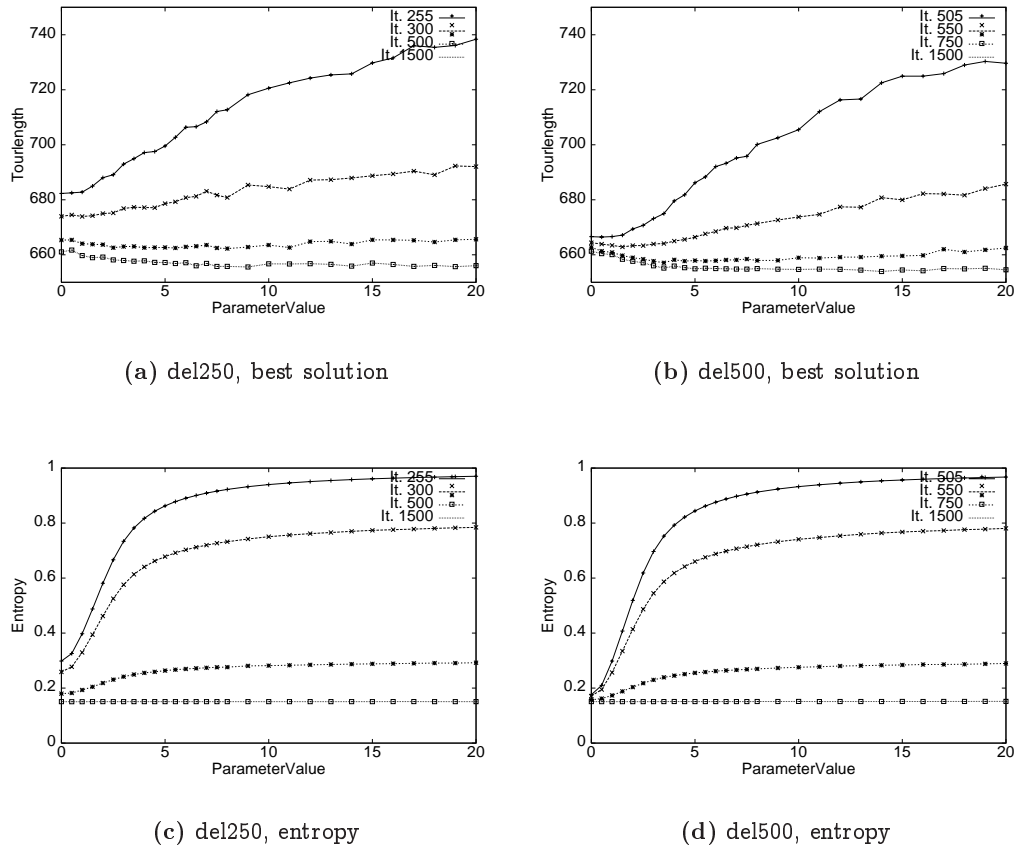 740
720
700
680
660
Tourlength
0 5 10 15 20
ParameterValue
It. 255
It. 300
It. 500
It. 1500
(a) del250, best solution
740
720
700
680
660
Tourlength
0 5 10 15 20
ParameterValue
It. 505
It. 550
It. 750
It. 1500
(b) del500, best solution
1
0.8
0.6
0.4
0.2
0
Entropy
0 5 10 15 20
ParameterValue
It. 255
It. 300
It. 500
It. 1500
(c) del250, entropy
1
0.8
0.6
0.4
0.2
0
Entropy
0 5 10 15 20
ParameterValue
It. 505
It. 550
It. 750
It. 1500
(d) del500, entropy